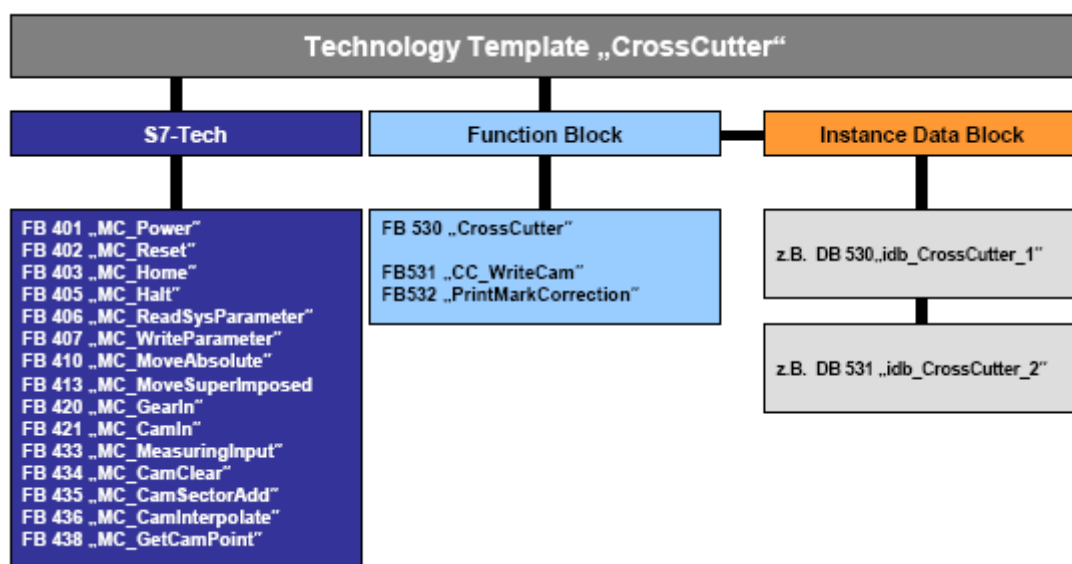 Technology Template „CrossCutter“
S7-Tech
Function Block
Instance Data Block
FB 401 „MC_Power“
FB 402 „MC_Reset“
FB 403 „MC_Home“
FB 405 „MC_Halt“
FB 406 „MC_ReadSysParameter“
FB 407 „MC_WriteParameter“
FB 410 „MC_MoveAbsolute“
FB 413 „MC_MoveSuperImposed
FB 420 „MC_GearIn“
FB 421 „MC_CamIn“
FB 433 „MC_MeasuringInput“
FB 434 „MC_CamClear“
FB 435 „MC_CamSectorAdd“
FB 436 „MC_CamInterpolate“
FB 438 „MC_GetCamPoint“
FB 530 „CrossCutter“
FB531 „CC_WriteCam“
FB532 „PrintMarkCorrection“
z.B. DB 530„idb_CrossCutter_1“
z.B. DB 531 „idb_CrossCutter_2“